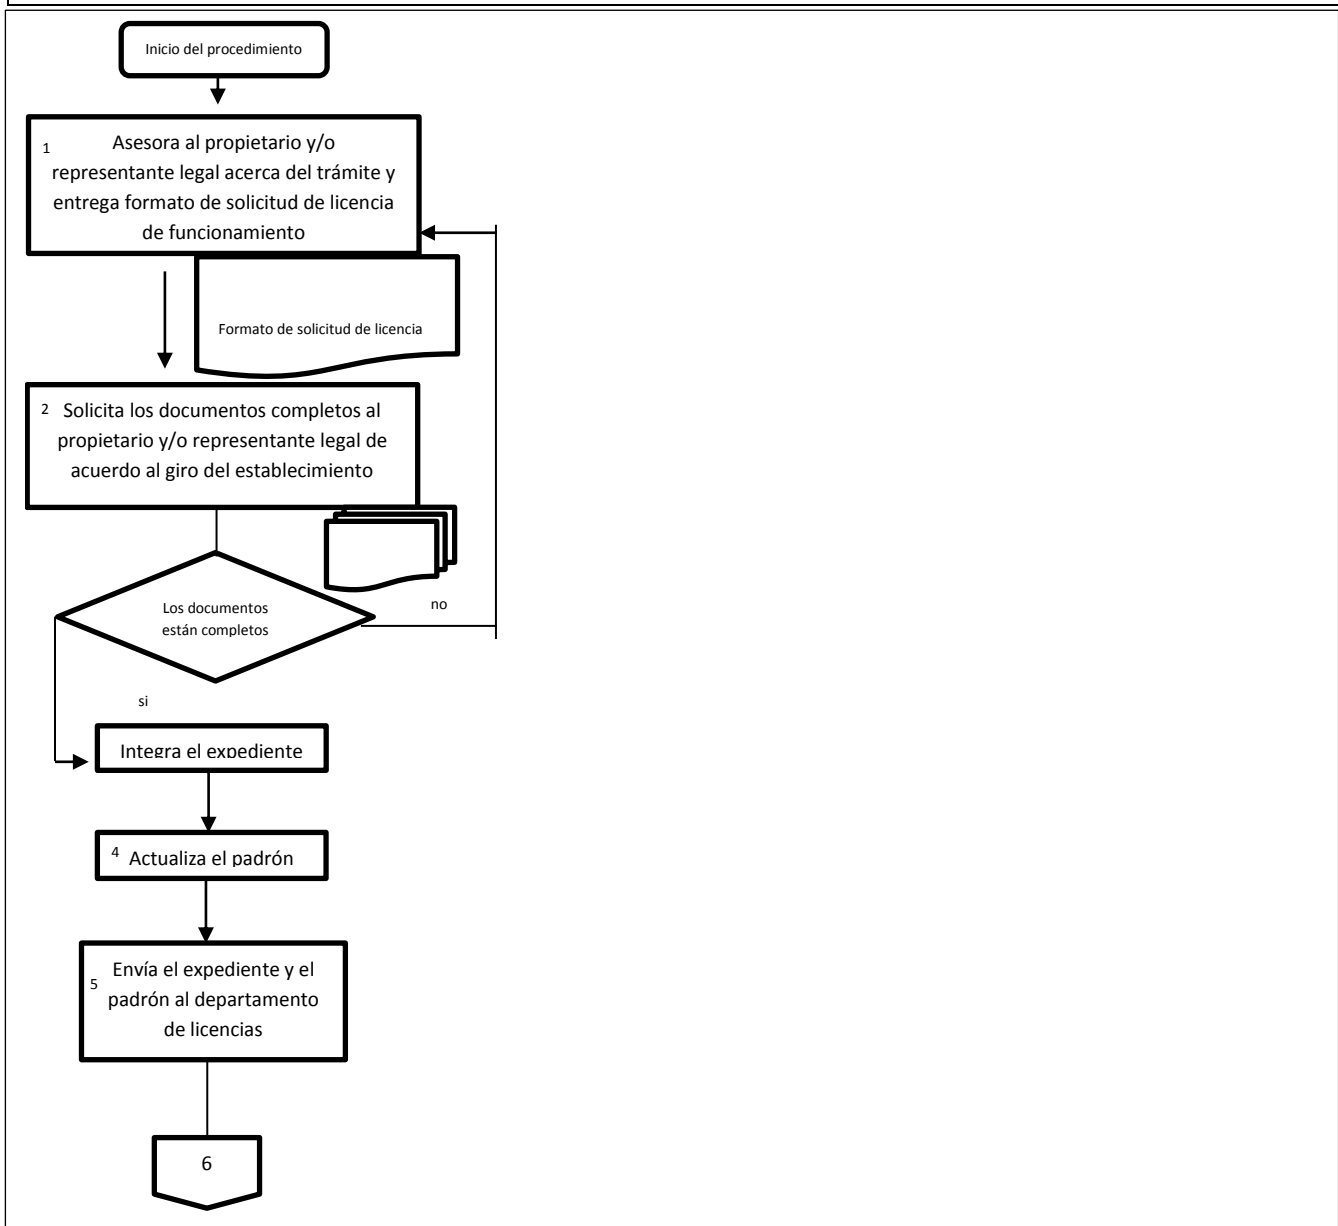 Inicio del procedimiento
1
Asesora al propietario y/o
representante legal acerca del trámite y
entrega formato de solicitud de licencia
de funcionamiento
Formato de solicitud de licencia
2
Solicita los documentos completos al
propietario y/o representante legal de
acuerdo al giro del establecimiento
Los documentos
están completos
no
si
Integra el expediente
4
Actualiza el padrón
5
Envía el expediente y el
padrón al departamento
de licencias
6